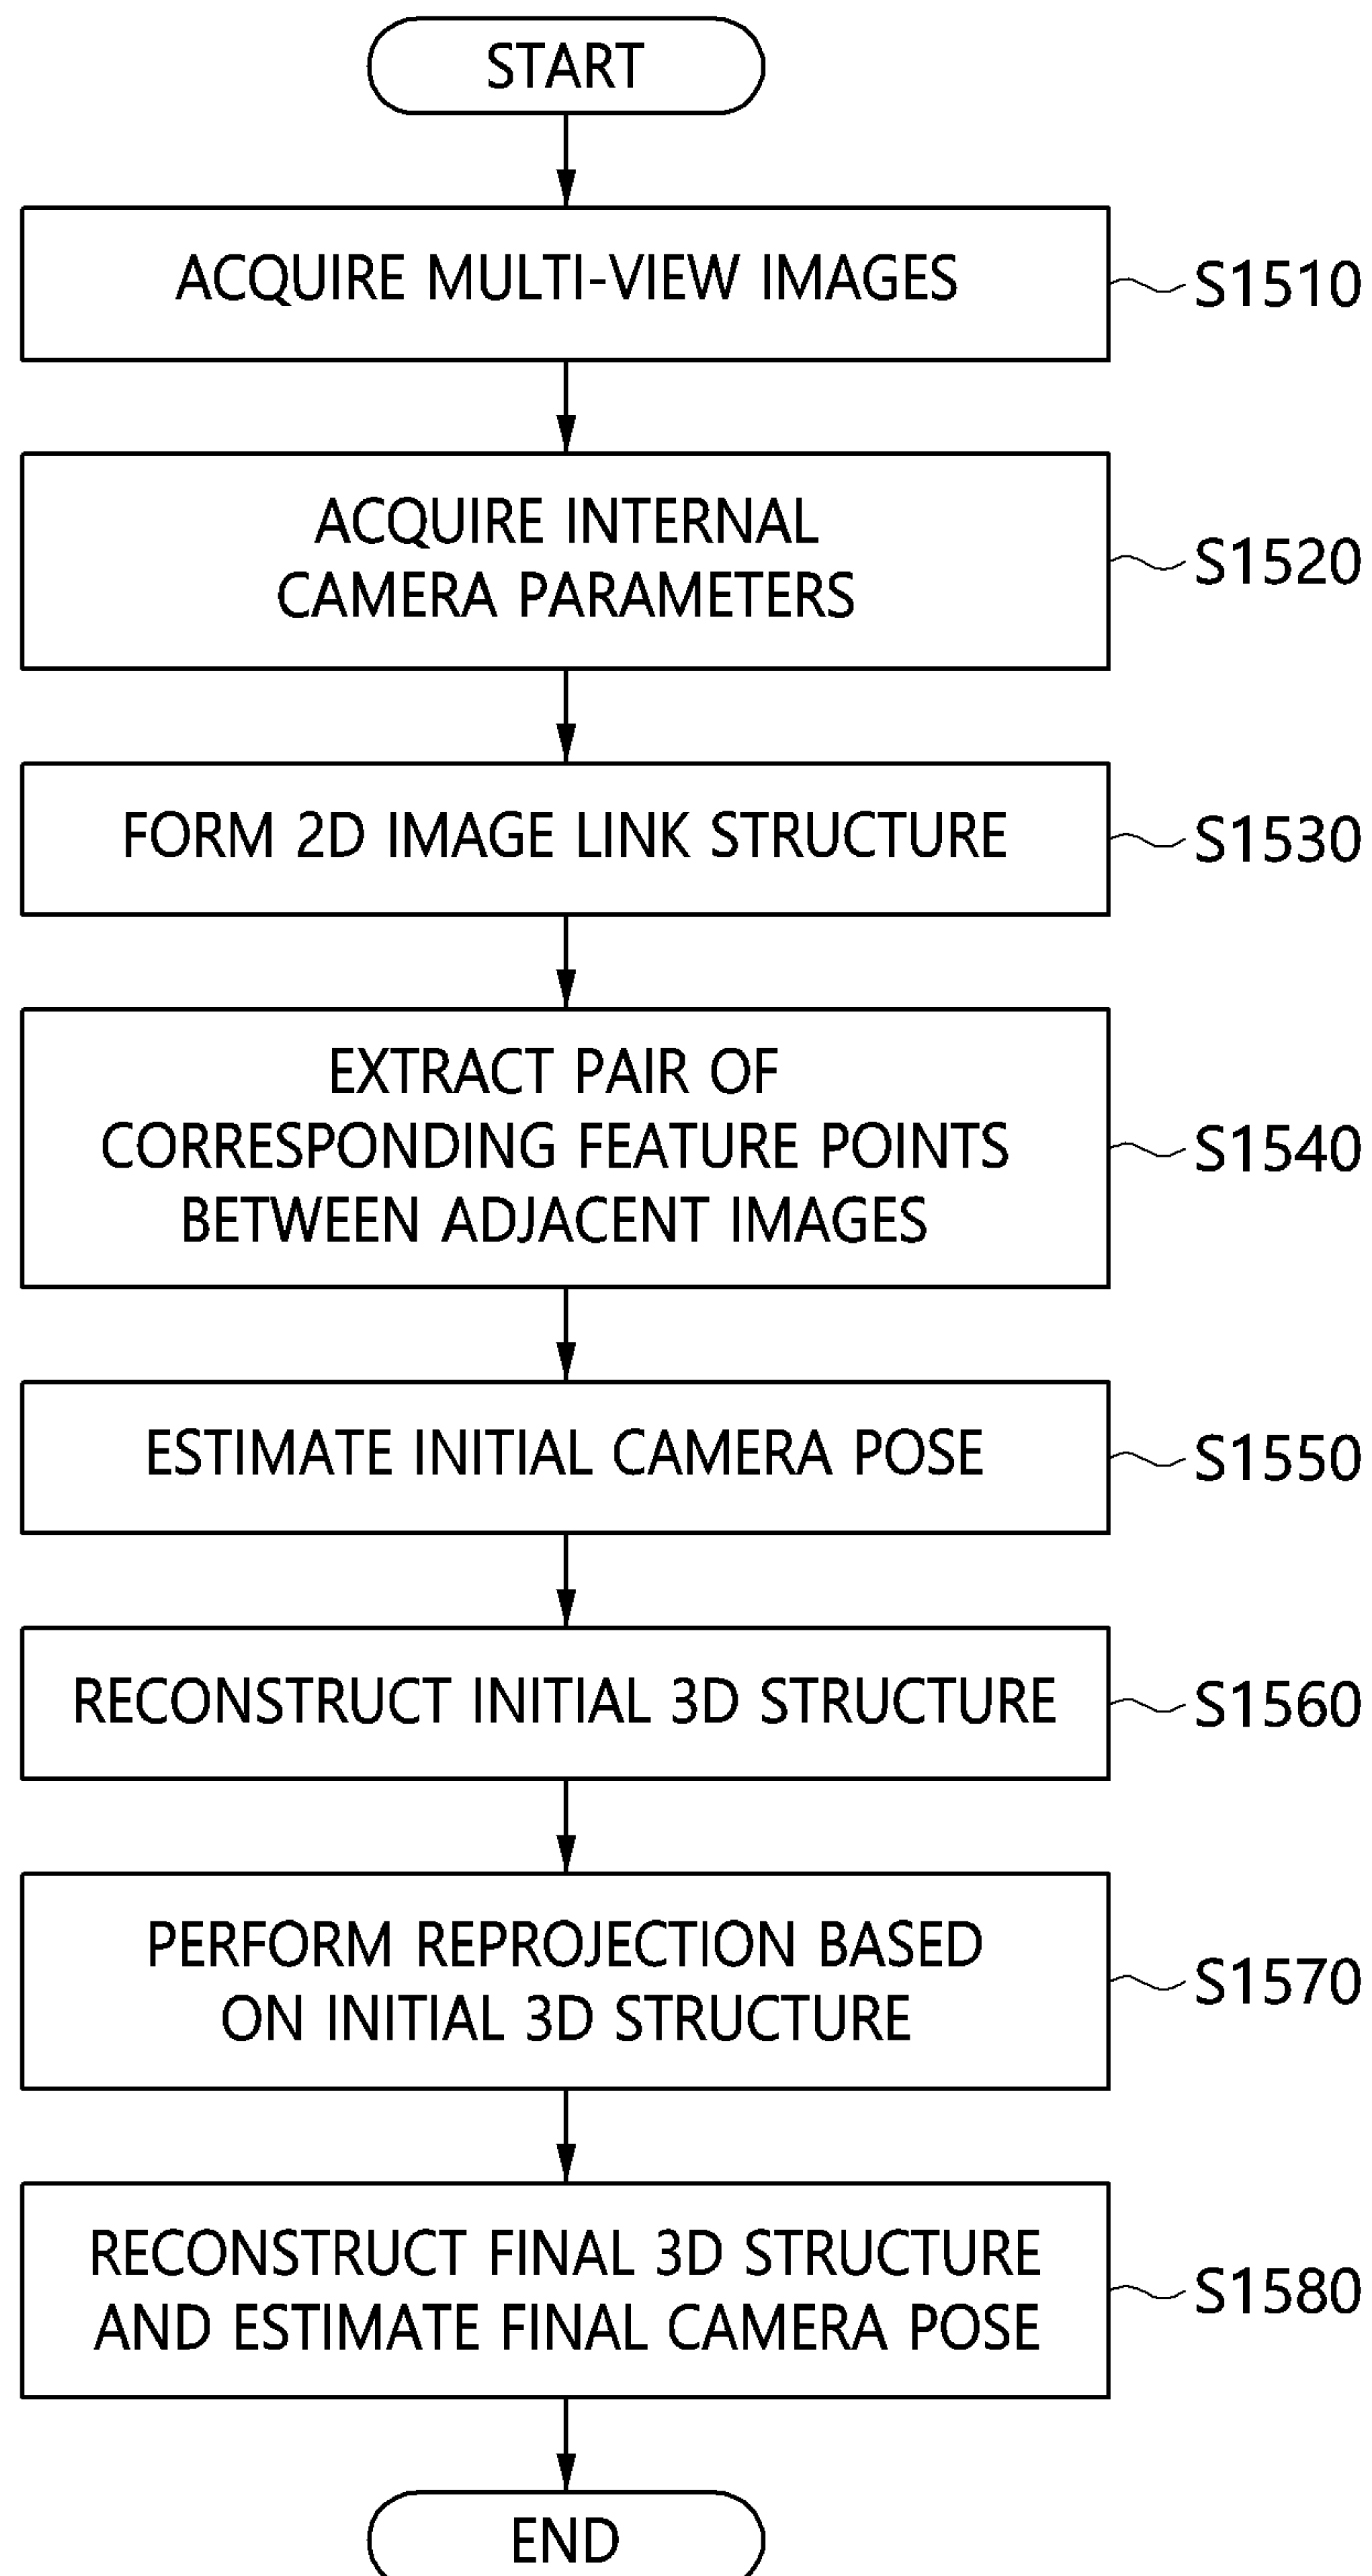 START
ACQUIRE MULTI-VIEW IMAGES
S1510
ACQUIRE INTERNAL
CAMERA PARAMETERS
S1520
FORM 2D IMAGE LINK STRUCTURE
S1530
EXTRACT PAIR OF
CORRESPONDING FEATURE POINTS
BETWEEN ADJACENT IMAGES
S1540
ESTIMATE INITIAL CAMERA POSE
S1550
RECONSTRUCT INITIAL 3D STRUCTURE
S1560
PERFORM REPROJECTION BASED
ON INITIAL 3D STRUCTURE
S1570
RECONSTRUCT FINAL 3D STRUCTURE
AND ESTIMATE FINAL CAMERA POSE
S1580
END